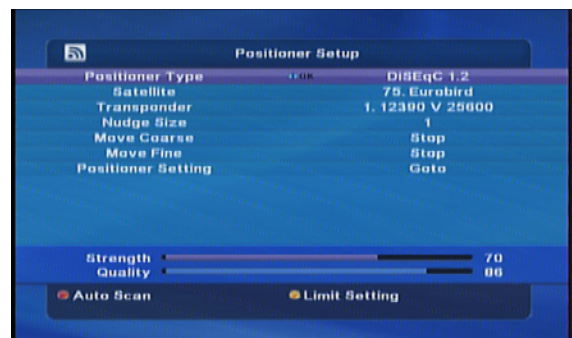 Positioner Setup
Positioner Type OK DiSEqC 1.2
Satellite 75. Eurobird
Transponder 1. 12390 V 25600
Nudge Size 1
Move Coarse Stop
Move Fine Stop
Positioner Setting Goto
Strength 70
Quality 86
Auto Scan Limit Setting